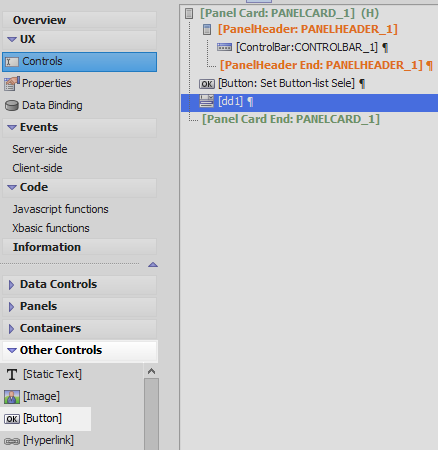 Overview
UX
Controls
Properties
Data Binding
Events
Server-side
Client-side
Code
Javascript functions
Xbasic functions
Information
Data Controls
Panels
Containers
Other Controls
T [Static Text]
[Image]
OK [Button]
[Hyperlink]
[Panel Card: PANELCARD_1] (H)
[PanelHeader: PANELHEADER_1]
[ControlBar:CONTROLBAR_1] ¶
[PanelHeader End: PANELHEADER_1] ¶
OK [Button: Set Button-list Sele] ¶
[dd1] ¶
[Panel Card End: PANELCARD_1]